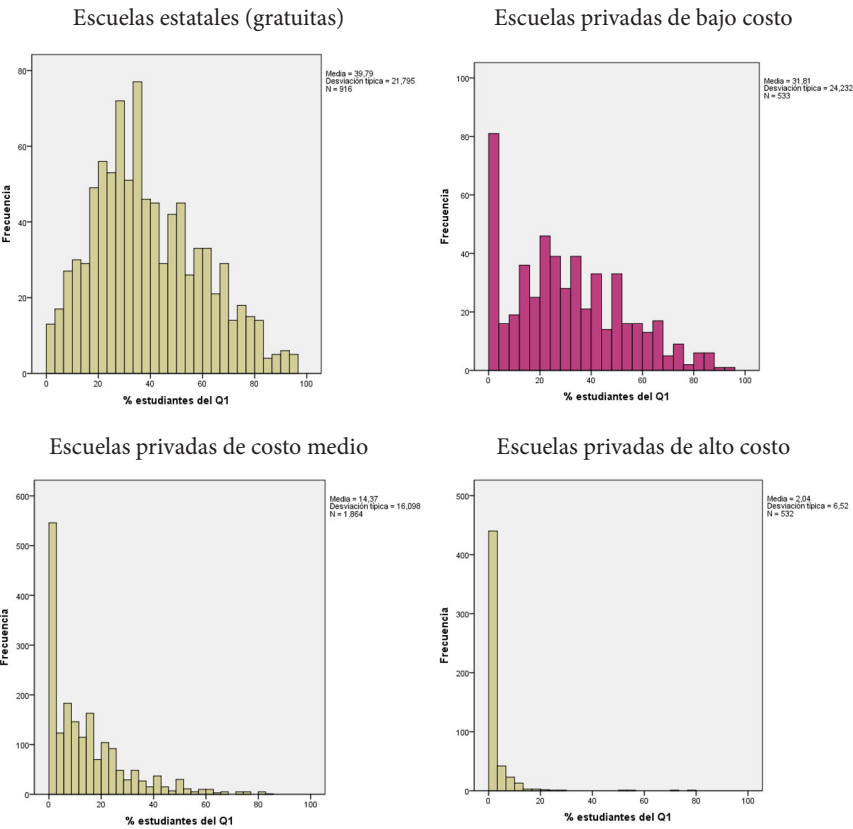 Escuelas estatales (gratuitas)
Media = 39,79
Desviación típica = 21,795
N = 916
80
60
40
20
0
Frecuencia
0 20 40 60 80 100
% estudiantes del Q1
Escuelas privadas de bajo costo
Media = 31,81
Desviación típica = 24,232
N = 533
100
80
60
40
20
0
Frecuencia
0 20 40 60 80 100
% estudiantes del Q1
Escuelas privadas de costo medio
Media = 14,37
Desviación típica = 16,098
N = 1.864
600
500
400
300
200
100
0
Frecuencia
0 20 40 60 80 100
% estudiantes del Q1
Escuelas privadas de alto costo
Media = 2,04
Desviación típica = 6,52
N = 532
500
400
300
200
100
0
Frecuencia
0 20 40 60 80 100
% estudiantes del Q1